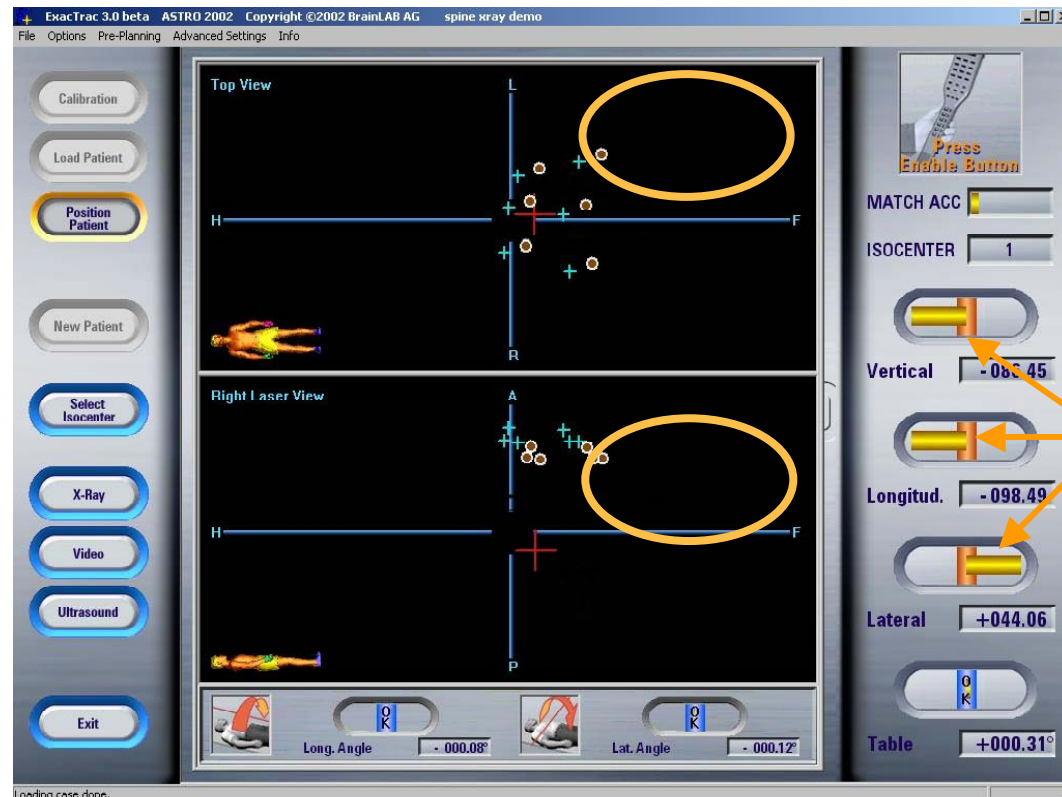 ExacTrac 3.0 beta ASTRO 2002 Copyright ©2002 BrainLAB AG spine xray demo
File Options Pre-Planning Advanced Settings Info
Calibration
Load Patient
Position
Patient
New Patient
Select
Isocenter
X-Ray
Video
Ultrasound
Exit
Top View
L
H
F
R
Right Laser View
A
H
F
P
OK
Long. Angle
- 000.08°
OK
Lat. Angle
- 000.12°
Press
Enable Button
MATCH ACC
ISOCENTER 1
Vertical - 086.45
Longitud. - 098.49
Lateral +044.06
OK
Table +000.31°
Loading case done.